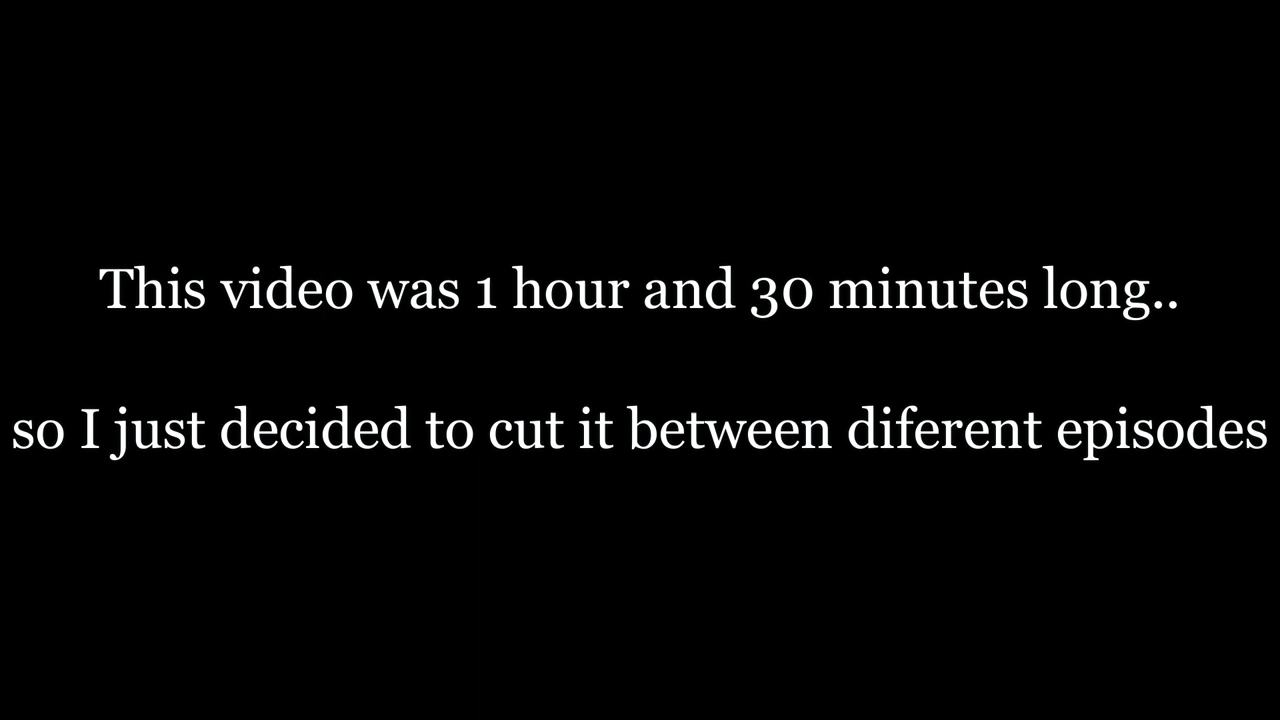 This video was 1 hour and 30 minutes long..
so I just decided to cut it between diferent episodes